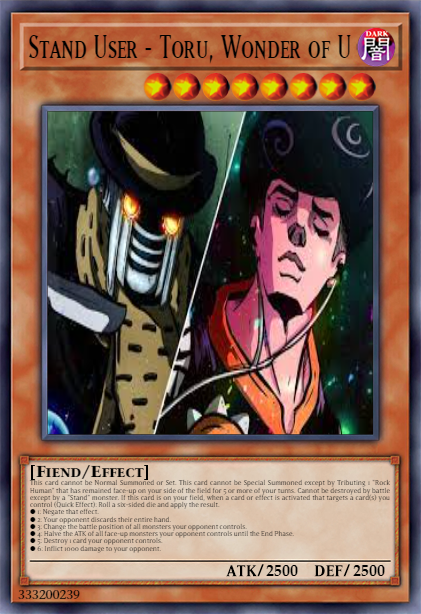 Stand User - Toru, Wonder of U
DARK
闇
[Fiend/Effect]
This card cannot be Normal Summoned or Set. This card cannot be Special Summoned except by Tributing 1 "Rock
Human" that has remained face-up on your side of the field for 5 or more of your turns. Cannot be destroyed by battle
except by a "Stand" monster. If this card is on your field, when a card or effect is activated that targets a card(s) you
control (Quick Effect): Roll a six-sided die and apply the result.
● 1: Negate that effect.
● 2: Your opponent discards their entire hand.
● 3: Change the battle position of all monsters your opponent controls.
● 4: Halve the ATK of all face-up monsters your opponent controls until the End Phase.
● 5: Destroy 1 card your opponent controls.
● 6: Inflict 1000 damage to your opponent.
ATK/2500 DEF/2500
333200239